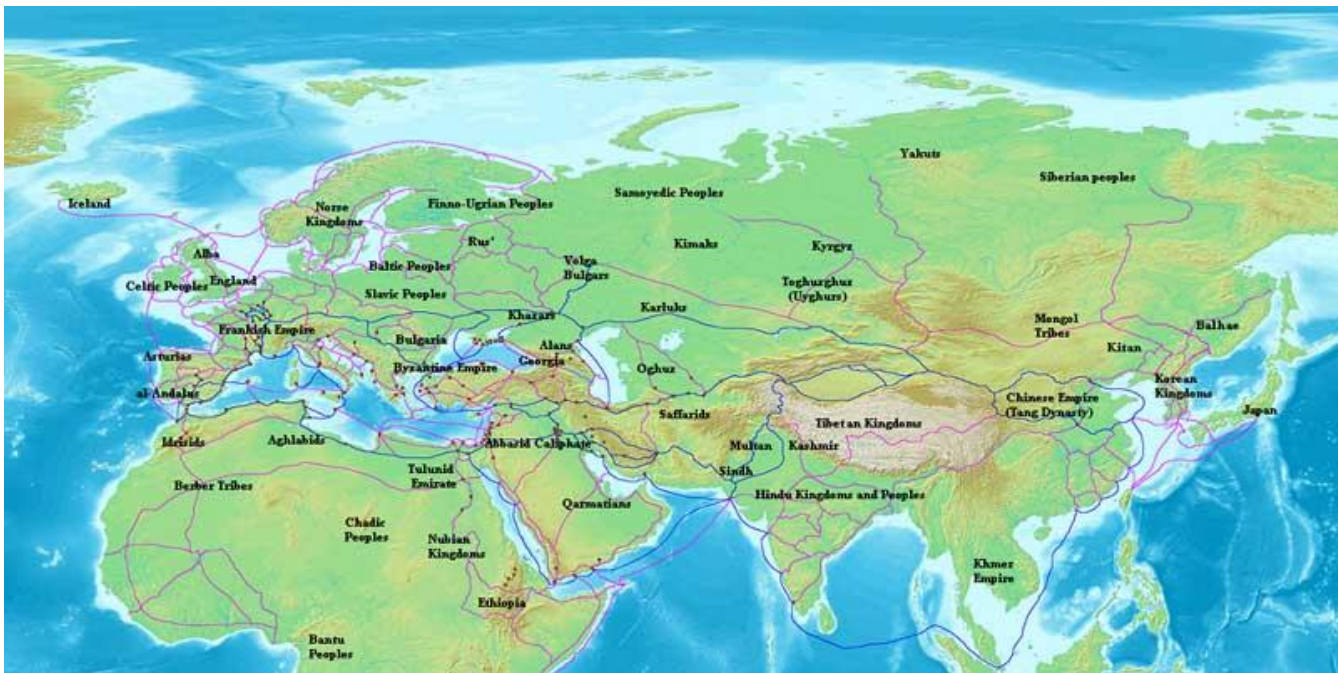 Yakuts
Siberian peoples
Samoyedic Peoples
Iceland
Norse
Kingdoms
Finno-Ugrian Peoples
Rus'
Kimaks
Kyrgyz
Alba
Baltic Peoples
Volga
Bulgars
Celtic Peoples
England
Slavic Peoples
Toghurghuz
(Uyghurs)
Karluks
Khazars
Frankish Empire
Mongol
Tribes
Balhae
Bulgaria
Alans
Kitan
Asturias
Georgia
Byzantine Empire
Oghuz
Korean
Kingdoms
al-Andalus
Chinese Empire
(Tang Dynasty)
Saffarids
Japan
Tibetan Kingdoms
Idrisids
Aghlabids
Abbasid Caliphate
Multan
Kashmir
Tulunid
Emirate
Sindh
Berber Tribes
Hindu Kingdoms and Peoples
Qarmatians
Chadic
Peoples
Nubian
Kingdoms
Khmer
Empire
Ethiopia
Bantu
Peoples